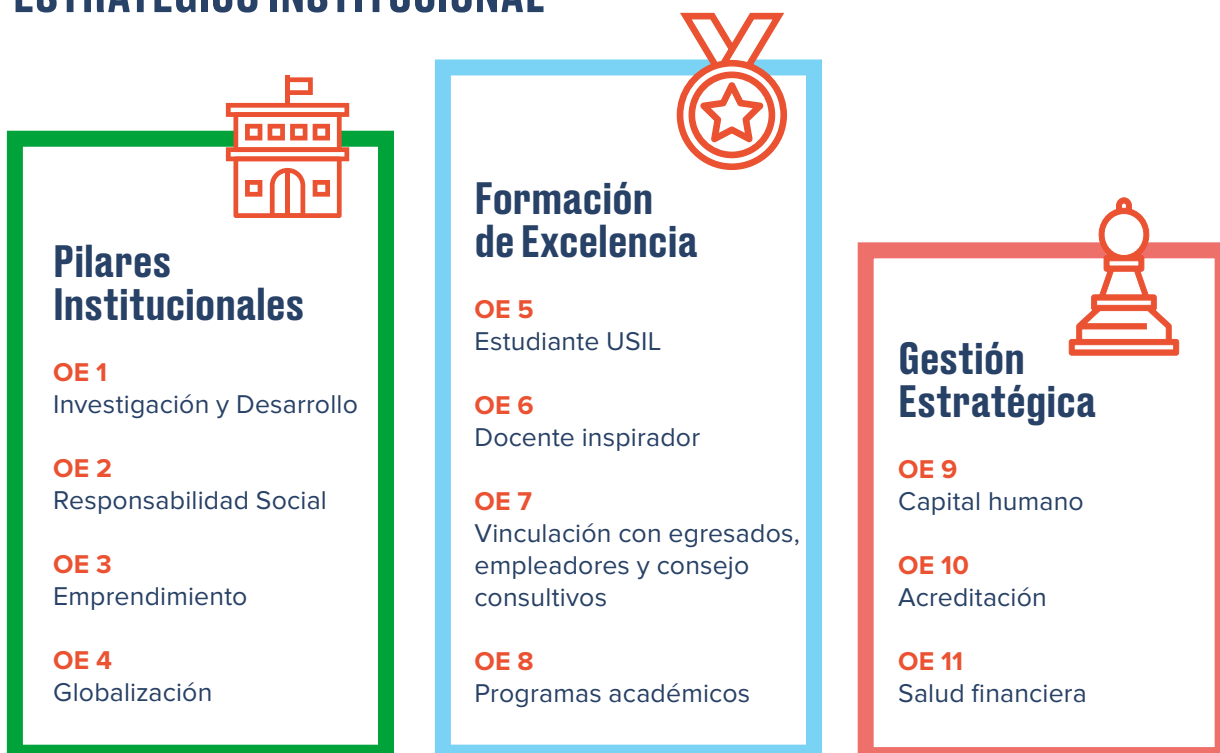 ESTRATÉGICO INSTITUCIONAL
Pilares
Institucionales
OE 1
Investigación y Desarrollo
OE 2
Responsabilidad Social
OE 3
Emprendimiento
OE 4
Globalización
Formación
de Excelencia
OE 5
Estudiante USIL
OE 6
Docente inspirador
OE 7
Vinculación con egresados,
empleadores y consejo
consultivos
OE 8
Programas académicos
Gestión
Estratégica
OE 9
Capital humano
OE 10
Acreditación
OE 11
Salud financiera